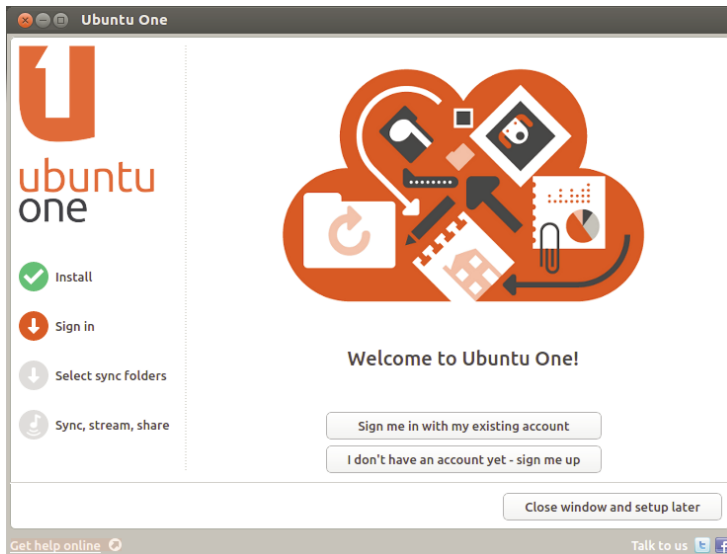 Ubuntu One
ubuntu
one
Install
Sign in
Select sync folders
Sync, stream, share
Welcome to Ubuntu One!
Sign me in with my existing account
I don't have an account yet - sign me up
Close window and setup later
Get help online
Talk to us